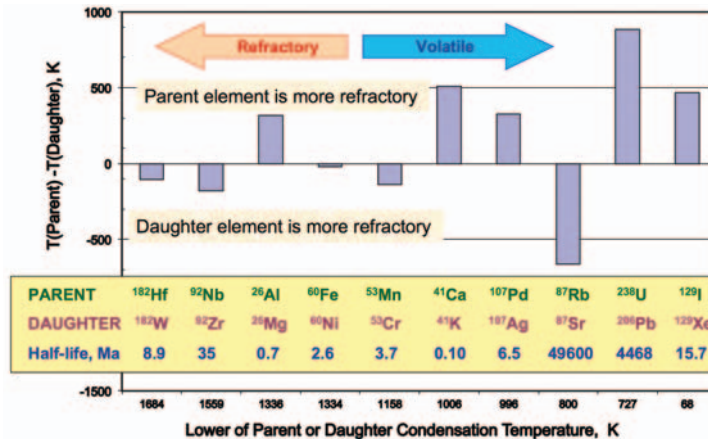 1000
Refractory
Volatile
500
Parent element is more refractory
0
Daughter element is more refractory
-500
T(Parent) -T(Daughter), K
PARENT ¹⁸²Hf ⁹²Nb ²⁶Al ⁶⁰Fe ⁵³Mn ⁴¹Ca ¹⁰⁷Pd ⁸⁷Rb ²³⁸U ¹²⁹I
DAUGHTER ¹⁸²W ⁹²Zr ²⁶Mg ⁶⁰Ni ⁵³Cr ⁴¹K ¹⁰⁷Ag ⁸⁷Sr ²⁰⁶Pb ¹²⁹Xe
Half-life, Ma 8.9 35 0.7 2.6 3.7 0.10 6.5 49600 4468 15.7
-1500
1684 1559 1336 1334 1158 1006 996 800 727 68
Lower of Parent or Daughter Condensation Temperature, K